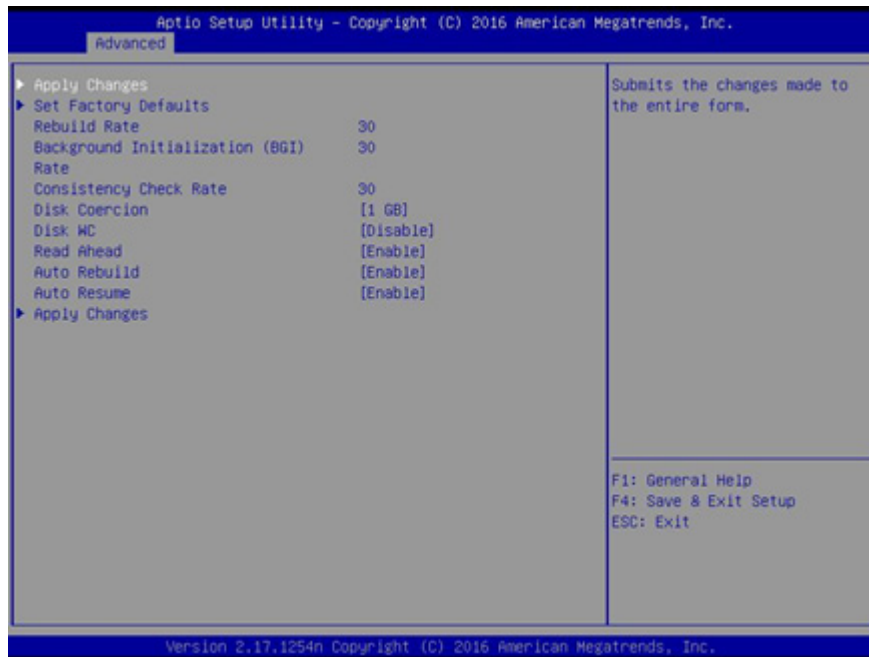 Aptio Setup Utility – Copyright (C) 2016 American Megatrends, Inc.
Advanced
Apply Changes
Set Factory Defaults
Rebuild Rate 30
Background Initialization (BGI) 30
Rate
Consistency Check Rate 30
Disk Coercion [1 GB]
Disk WC [Disable]
Read Ahead [Enable]
Auto Rebuild [Enable]
Auto Resume [Enable]
Apply Changes
Submits the changes made to
the entire form.
F1: General Help
F4: Save & Exit Setup
ESC: Exit
Version 2.17.1254n Copyright (C) 2016 American Megatrends, Inc.